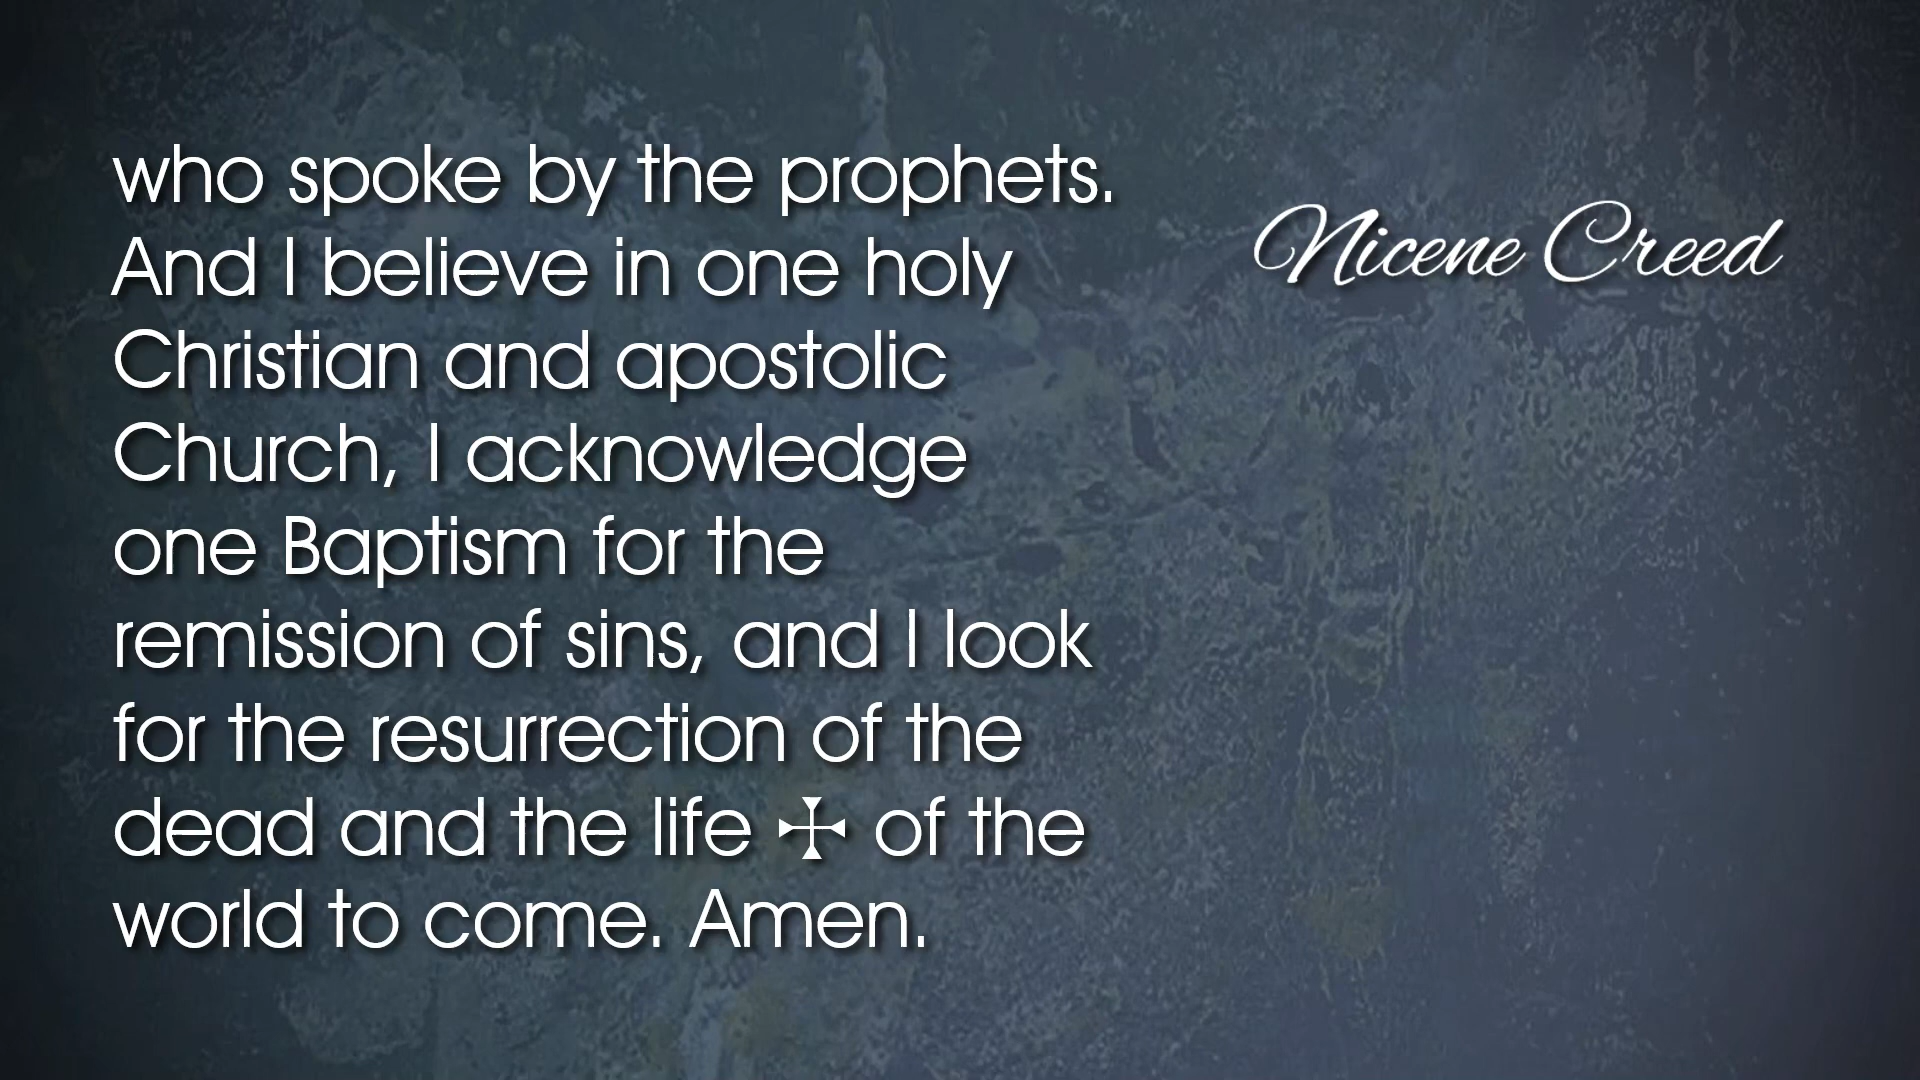 who spoke by the prophets.
And I believe in one holy
Christian and apostolic
Church, I acknowledge
one Baptism for the
remission of sins, and I look
for the resurrection of the
dead and the life ☩ of the
world to come. Amen.
Nicene Creed